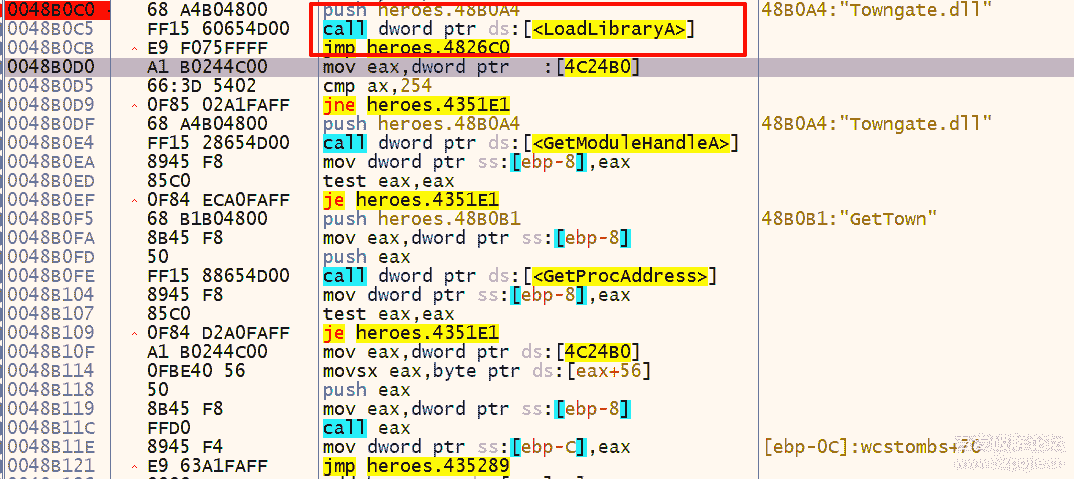 0048B0C0 68 A4B04800 push heroes.48B0A4 48B0A4:"Towngate.dll"
0048B0C5 FF15 60654D00 call dword ptr ds:[<LoadLibraryA>]
0048B0CB ^ E9 F075FFFF jmp heroes.4826C0
0048B0D0 A1 B0244C00 mov eax,dword ptr :[4C24B0]
0048B0D5 66:3D 5402 cmp ax,254
0048B0D9 ^ 0F85 02A1FAFF jne heroes.4351E1
0048B0DF 68 A4B04800 push heroes.48B0A4 48B0A4:"Towngate.dll"
0048B0E4 FF15 28654D00 call dword ptr ds:[<GetModuleHandleA>]
0048B0EA 8945 F8 mov dword ptr ss:[ebp-8],eax
0048B0ED 85C0 test eax,eax
0048B0EF ^ 0F84 ECA0FAFF je heroes.4351E1
0048B0F5 68 B1B04800 push heroes.48B0B1 48B0B1:"GetTown"
0048B0FA 8B45 F8 mov eax,dword ptr ss:[ebp-8]
0048B0FD 50 push eax
0048B0FE FF15 88654D00 call dword ptr ds:[<GetProcAddress>]
0048B104 8945 F8 mov dword ptr ss:[ebp-8],eax
0048B107 85C0 test eax,eax
0048B109 ^ 0F84 D2A0FAFF je heroes.4351E1
0048B10F A1 B0244C00 mov eax,dword ptr ds:[4C24B0]
0048B114 0FBE40 56 movsx eax,byte ptr ds:[eax+56]
0048B118 50 push eax
0048B119 8B45 F8 mov eax,dword ptr ss:[ebp-8]
0048B11C FFD0 call eax
0048B11E 8945 F4 mov dword ptr ss:[ebp-C],eax [ebp-0C]:wcstombs+7C
0048B121 ^ E9 63A1FAFF jmp heroes.435289